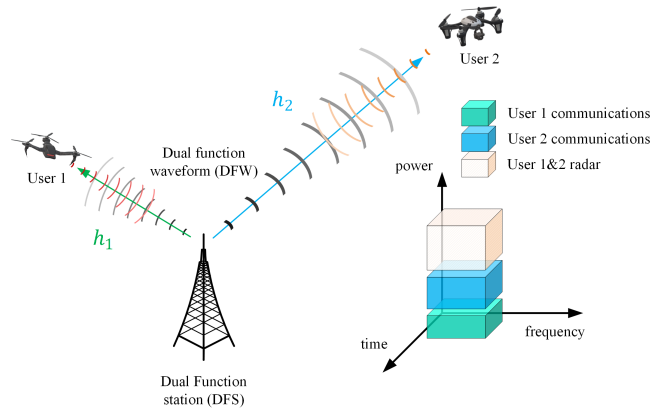 User 2
h₂
User 1 communications
User 2 communications
User 1&2 radar
Dual function
waveform (DFW)
power
User 1
h₁
time
frequency
Dual Function
station (DFS)